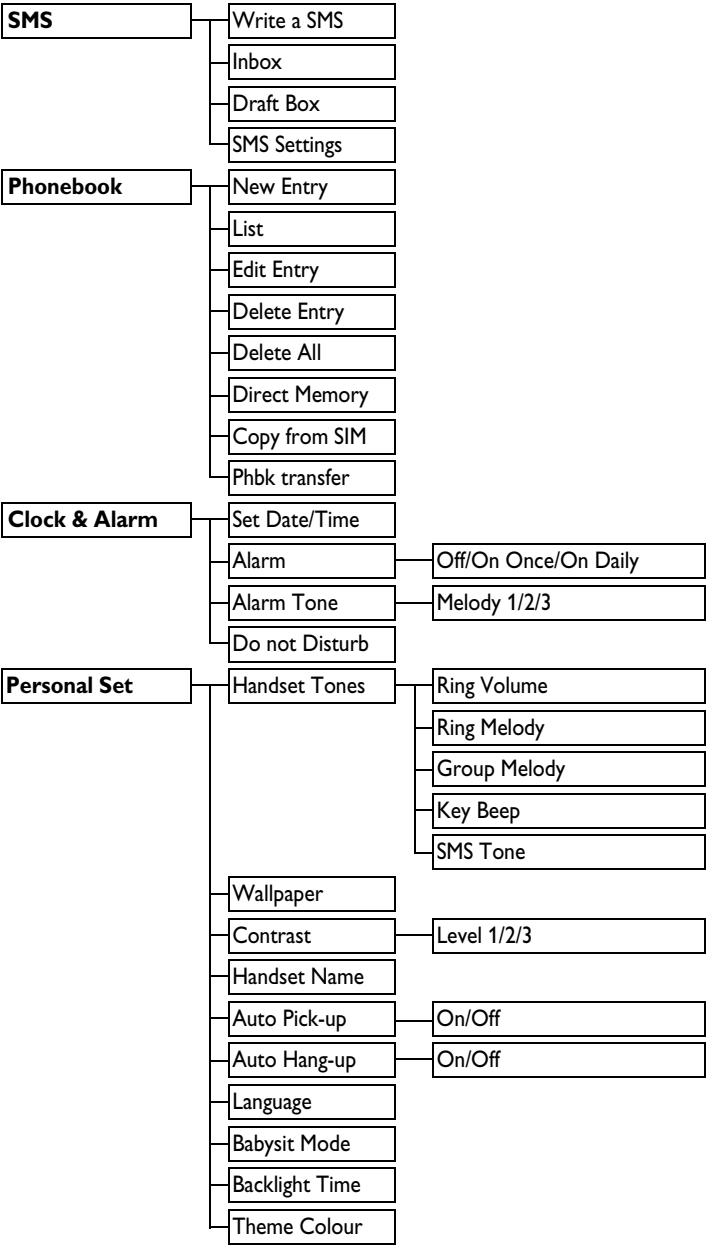 SMS
Write a SMS
Inbox
Draft Box
SMS Settings
Phonebook
New Entry
List
Edit Entry
Delete Entry
Delete All
Direct Memory
Copy from SIM
Phbk transfer
Clock & Alarm
Set Date/Time
Alarm
Off/On Once/On Daily
Alarm Tone
Melody 1/2/3
Do not Disturb
Personal Set
Handset Tones
Ring Volume
Ring Melody
Group Melody
Key Beep
SMS Tone
Wallpaper
Contrast
Level 1/2/3
Handset Name
Auto Pick-up
On/Off
Auto Hang-up
On/Off
Language
Babysit Mode
Backlight Time
Theme Colour